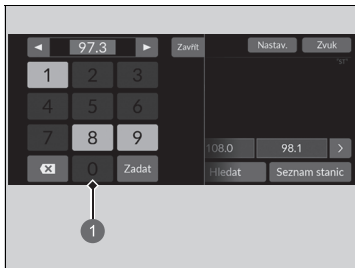 ◄ 97.3 ► Zavřít Nastav. Zvuk
1 2 3
4 5 6
7 8 9
108.0 98.1 >
0 Zadat Hledat Seznam stanic
1